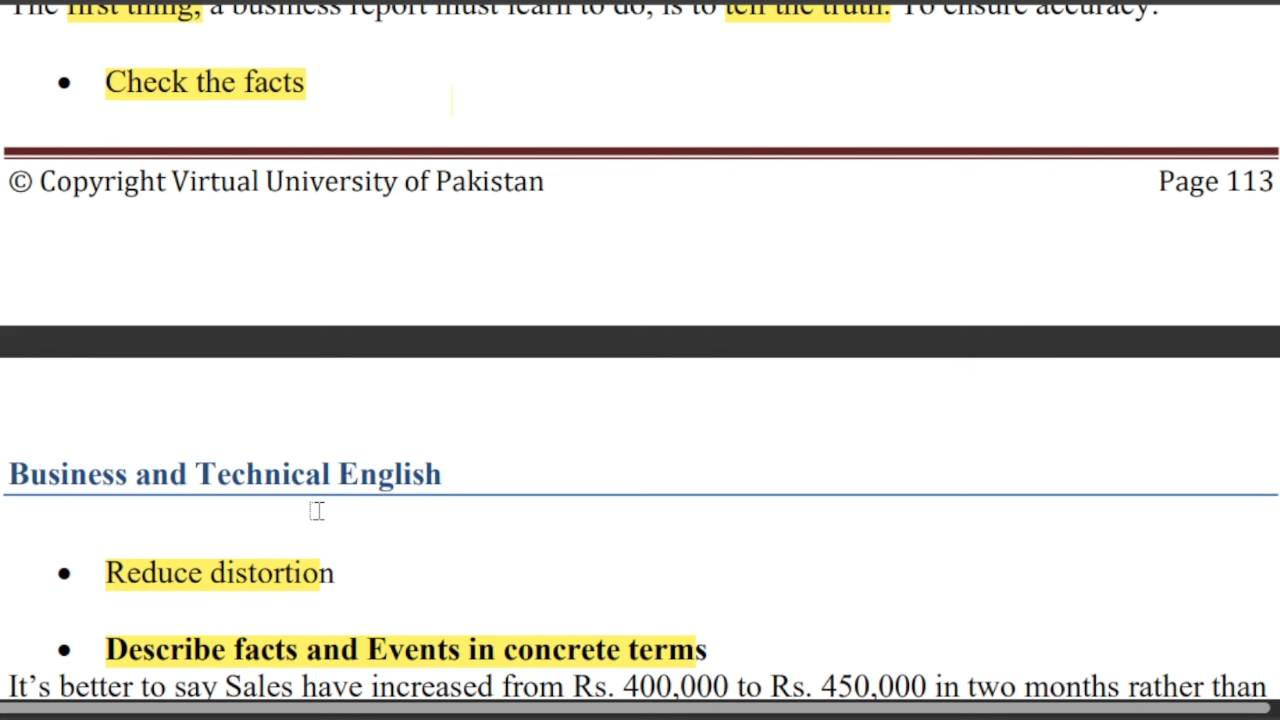 The first thing, a business report must learn to do, is to tell the truth. To ensure accuracy:
• Check the facts
© Copyright Virtual University of Pakistan Page 113
Business and Technical English
• Reduce distortion
• Describe facts and Events in concrete terms
It’s better to say Sales have increased from Rs. 400,000 to Rs. 450,000 in two months rather than